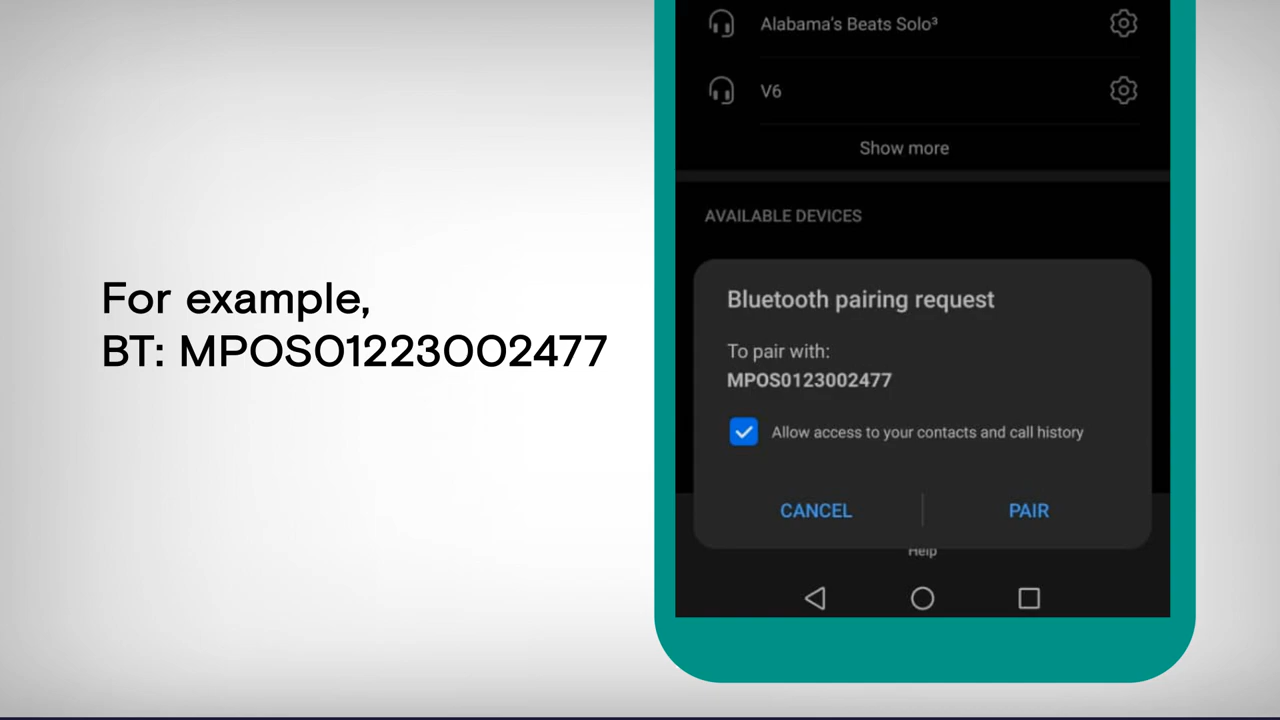 Alabama's Beats Solo³
V6
Show more
AVAILABLE DEVICES
For example,
BT: MPOS01223002477
Bluetooth pairing request
To pair with:
MPOS0123002477
Allow access to your contacts and call history
CANCEL
PAIR
Help